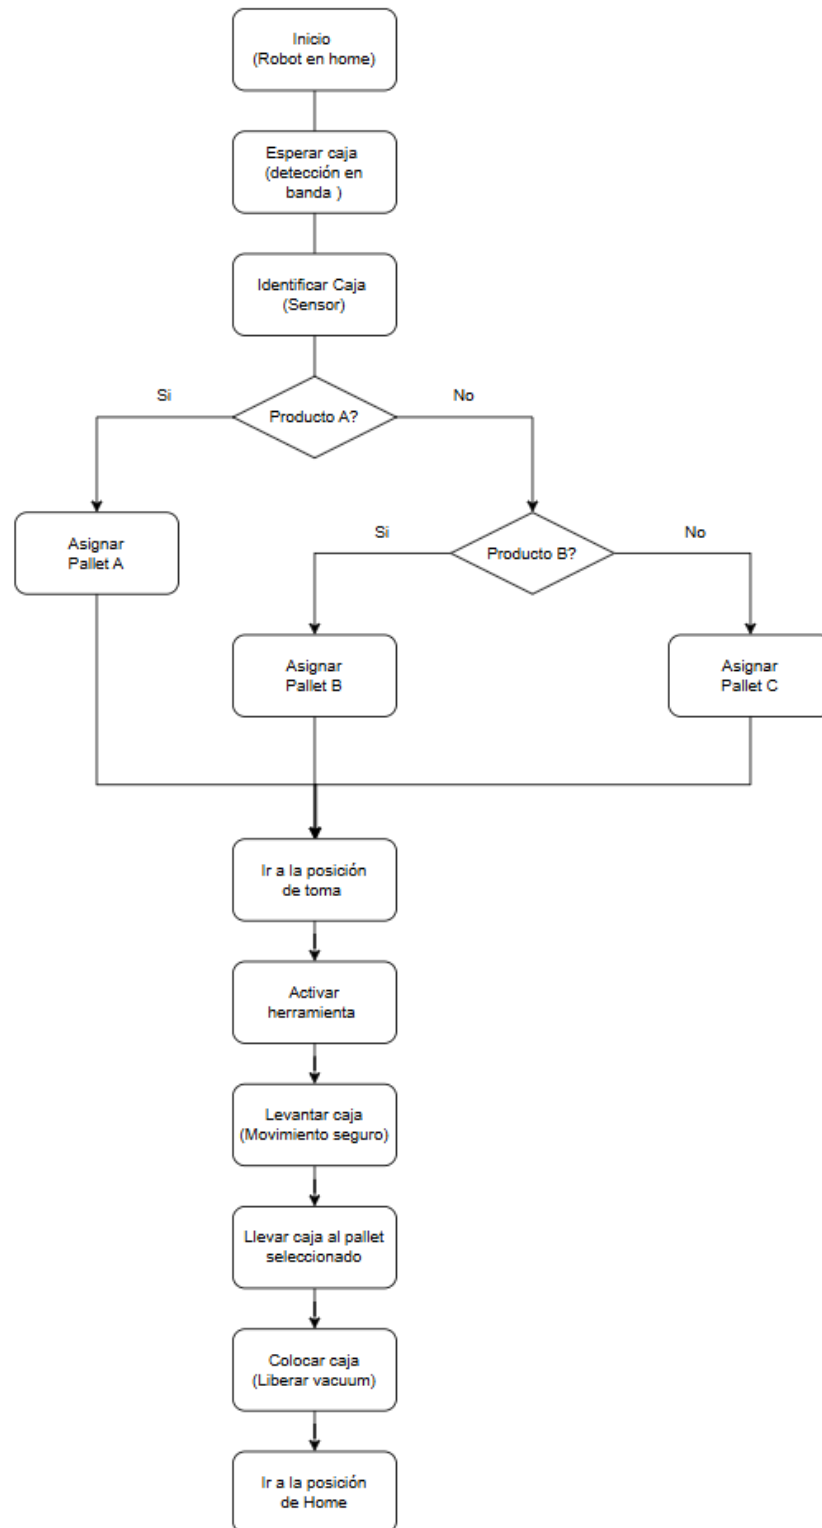 Inicio
(Robot en home)
Esperar caja
(detección en
banda )
Identificar Caja
(Sensor)
Si
Producto A?
No
Asignar
Pallet A
Si
Producto B?
No
Asignar
Pallet B
Asignar
Pallet C
Ir a la posición
de toma
Activar
herramienta
Levantar caja
(Movimiento seguro)
Llevar caja al pallet
seleccionado
Colocar caja
(Liberar vacuum)
Ir a la posición
de Home